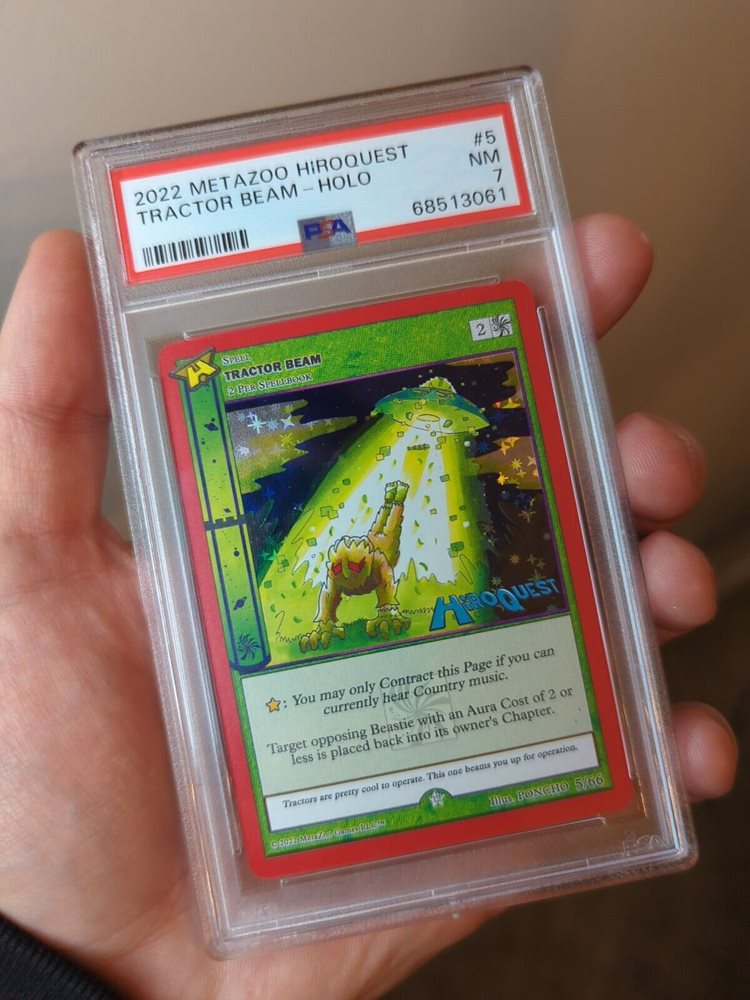 2022 METAZOO HIROQUEST #5
TRACTOR BEAM – HOLO NM
7
PSA 68513061
SPELL
TRACTOR BEAM
2 PER SPELLBOOK
2
HIROQUEST
: You may only Contract this Page if you can
currently hear Country music.
Target opposing Beastie with an Aura Cost of 2 or
less is placed back into its owner's Chapter.
Tractors are pretty cool to operate. This one beams you up for operation.
© 2022 MetaZoo Games LLC™
Illus. PONCHO 5/66